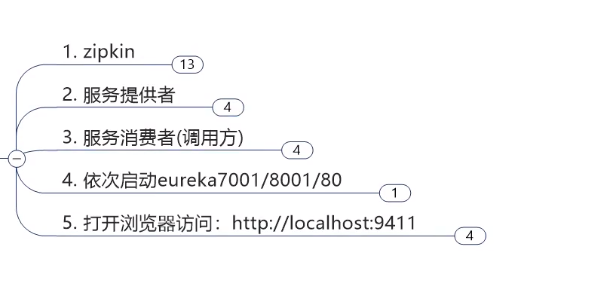 1. zipkin
13
2. 服务提供者
4
3. 服务消费者(调用方)
4
4. 依次启动eureka7001/8001/80
1
5. 打开浏览器访问：http://localhost:9411
4